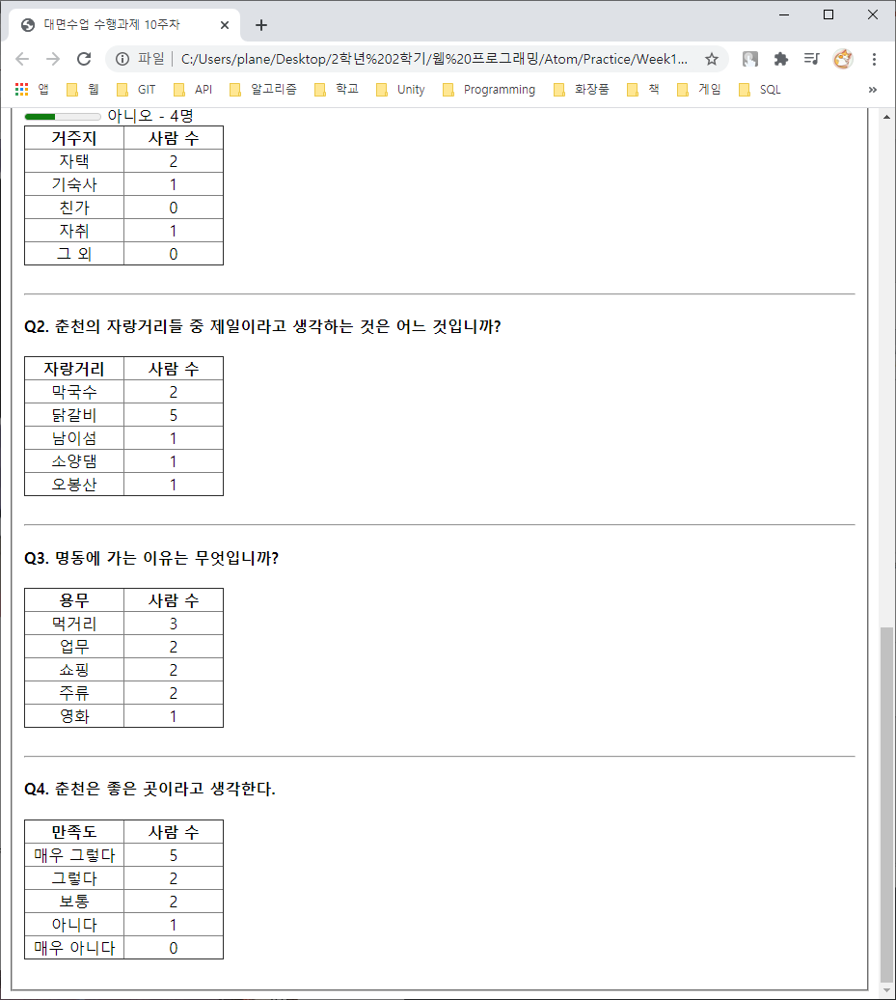 대면수업 수행과제 10주차
파일 C:/Users/plane/Desktop/2학년%202학기/웹%20프로그래밍/Atom/Practice/Week1...
앱 웹 GIT API 알고리즘 학교 Unity Programming 화장품 책 게임 SQL »
아니오 - 4명
거주지 사람 수
자택 2
기숙사 1
친가 0
자취 1
그 외 0
Q2. 춘천의 자랑거리들 중 제일이라고 생각하는 것은 어느 것입니까?
자랑거리 사람 수
막국수 2
닭갈비 5
남이섬 1
소양댐 1
오봉산 1
Q3. 명동에 가는 이유는 무엇입니까?
용무 사람 수
먹거리 3
업무 2
쇼핑 2
주류 2
영화 1
Q4. 춘천은 좋은 곳이라고 생각한다.
만족도 사람 수
매우 그렇다 5
그렇다 2
보통 2
아니다 1
매우 아니다 0